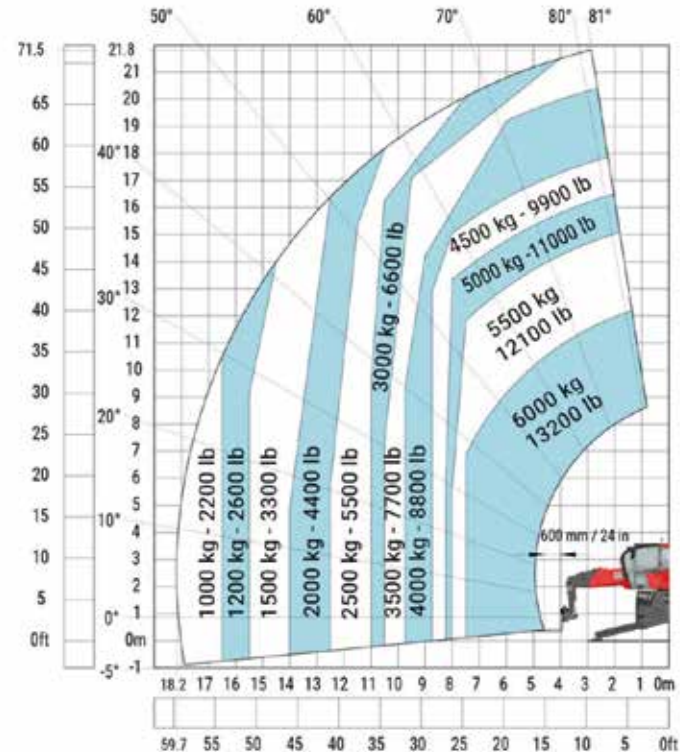 50° 60° 70° 80° 81°
71.5 21.8
65 21
20
60 19
40° 18
55 17
50 16
15
45 14
30° 13
40 12
11
35 10
30 9
20° 8
25 7
20 6
5
15 10° 4
10 3
2
5 0° 1
0ft 0m
-5° -1
4500 kg - 9900 lb
5000 kg -11000 lb
5500 kg
12100 lb
6000 kg
13200 lb
3000 kg - 6600 lb
1000 kg - 2200 lb
1200 kg - 2600 lb
1500 kg - 3300 lb
2000 kg - 4400 lb
2500 kg - 5500 lb
3500 kg - 7700 lb
4000 kg - 8800 lb
600 mm / 24 in
18.2 17 16 15 14 13 12 11 10 9 8 7 6 5 4 3 2 1 0m
59.7 55 50 45 40 35 30 25 20 15 10 5 0ft